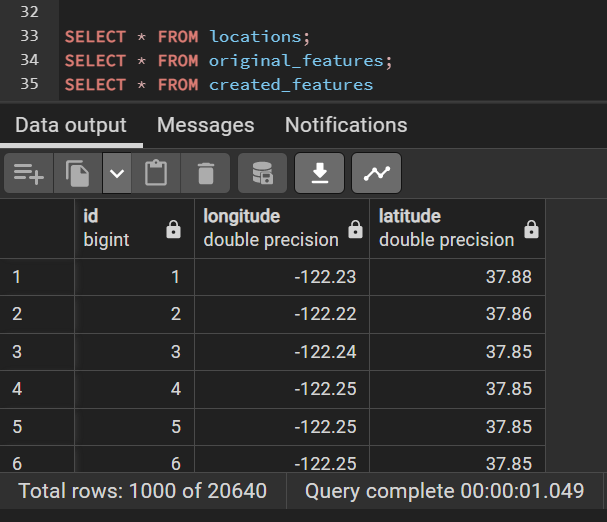 32
33 SELECT * FROM locations;
34 SELECT * FROM original_features;
35 SELECT * FROM created_features
Data output Messages Notifications
id longitude latitude
bigint double precision double precision
1 1 -122.23 37.88
2 2 -122.22 37.86
3 3 -122.24 37.85
4 4 -122.25 37.85
5 5 -122.25 37.85
6 6 -122.25 37.85
Total rows: 1000 of 20640 Query complete 00:00:01.049